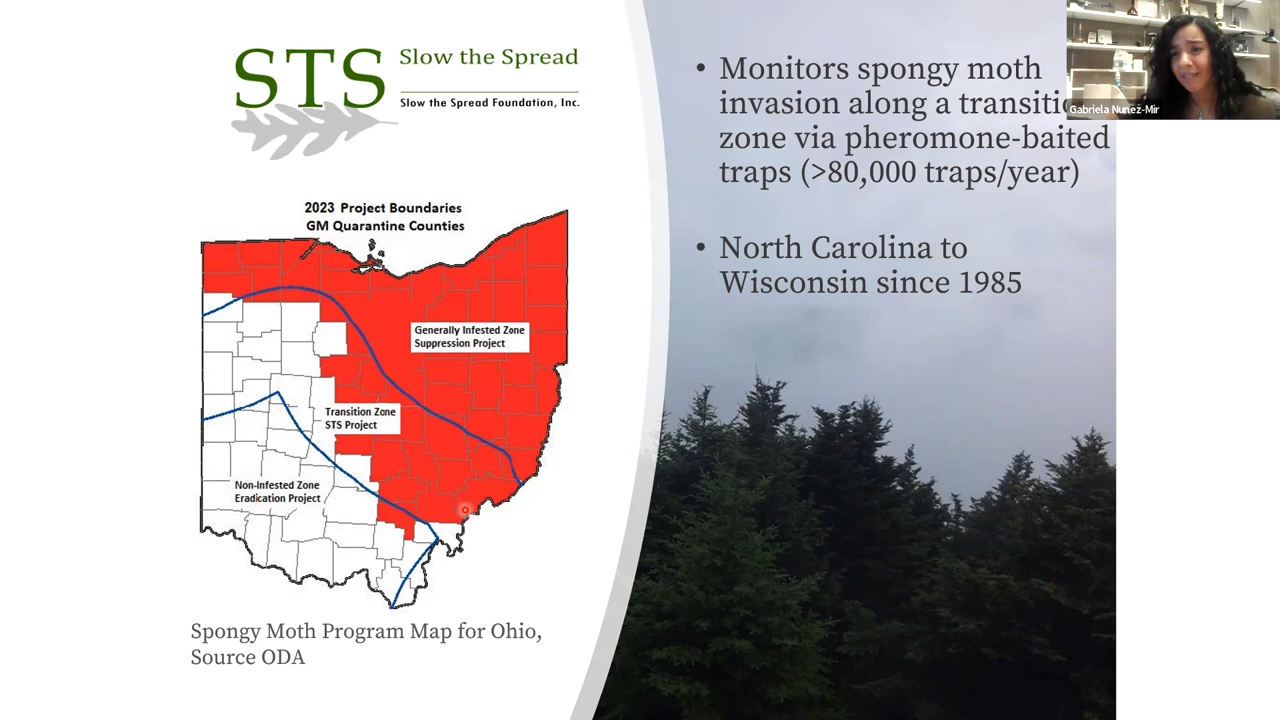 STS Slow the Spread
Slow the Spread Foundation, Inc.
2023 Project Boundaries
GM Quarantine Counties
Generally Infested Zone
Suppression Project
Transition Zone
STS Project
Non-Infested Zone
Eradication Project
Spongy Moth Program Map for Ohio,
Source ODA
• Monitors spongy moth
invasion along a
zone via pheromone-baited
traps (>80,000 traps/year)
• North Carolina to
Wisconsin since 1985
Gabriela Nunez-Mir